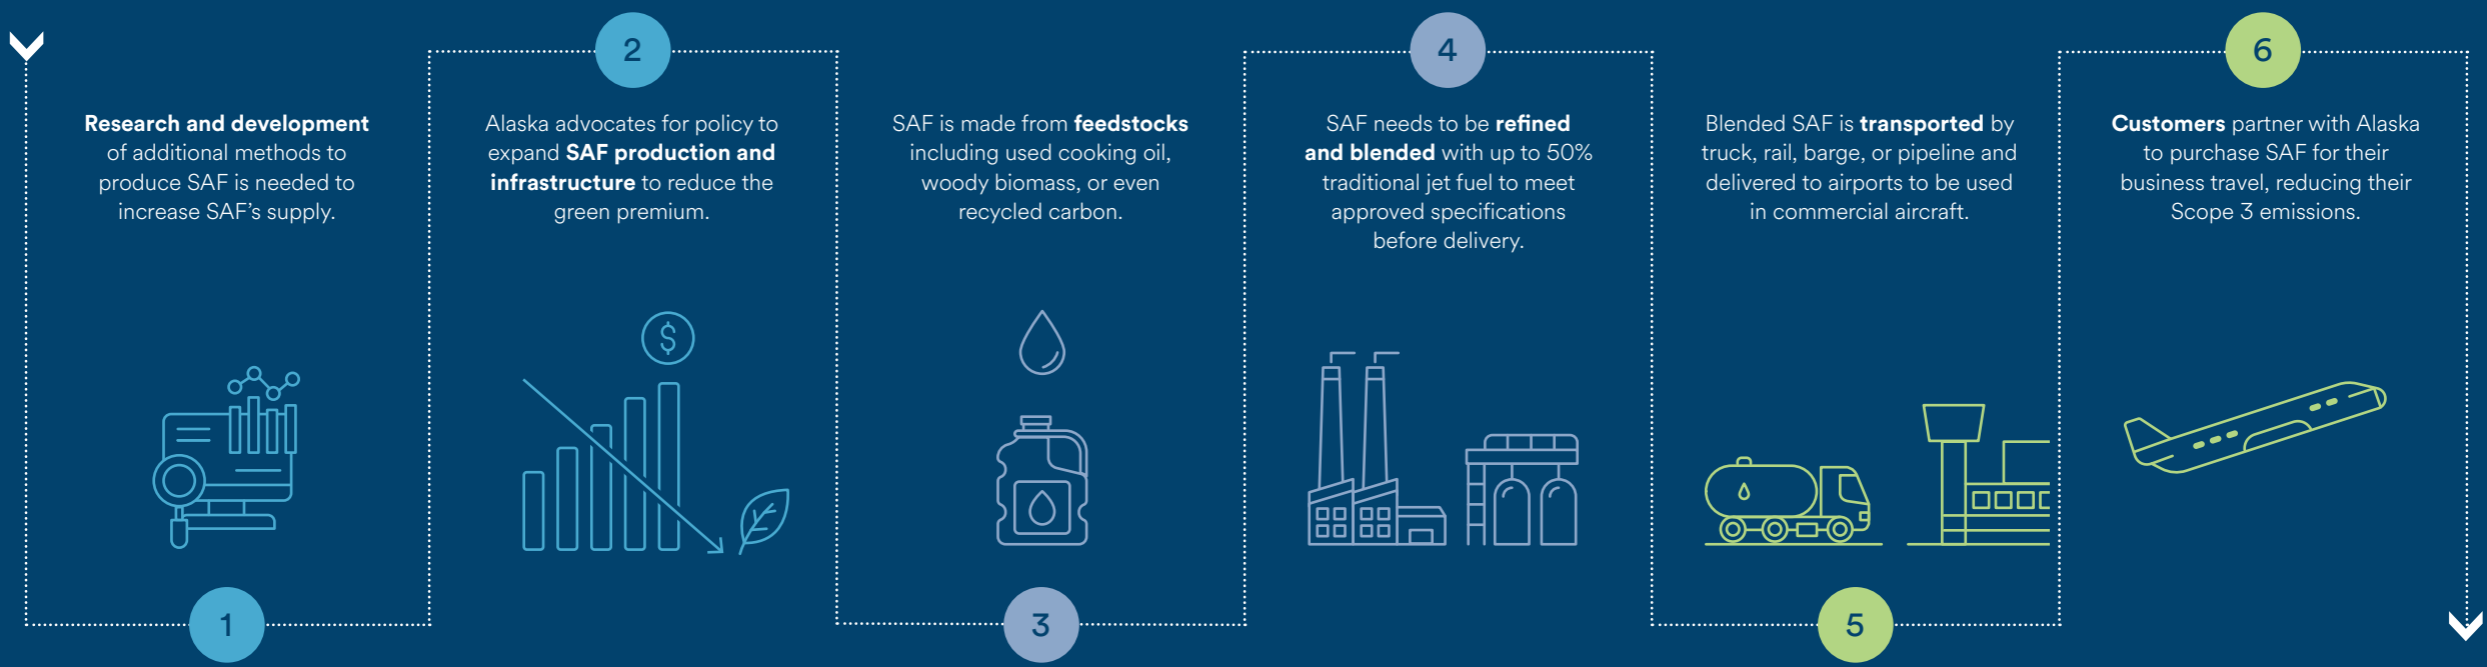 1
Research and development
of additional methods to
produce SAF is needed to
increase SAF's supply.
2
Alaska advocates for policy to
expand SAF production and
infrastructure to reduce the
green premium.
$
3
SAF is made from feedstocks
including used cooking oil,
woody biomass, or even
recycled carbon.
4
SAF needs to be refined
and blended with up to 50%
traditional jet fuel to meet
approved specifications
before delivery.
5
Blended SAF is transported by
truck, rail, barge, or pipeline and
delivered to airports to be used
in commercial aircraft.
6
Customers partner with Alaska
to purchase SAF for their
business travel, reducing their
Scope 3 emissions.